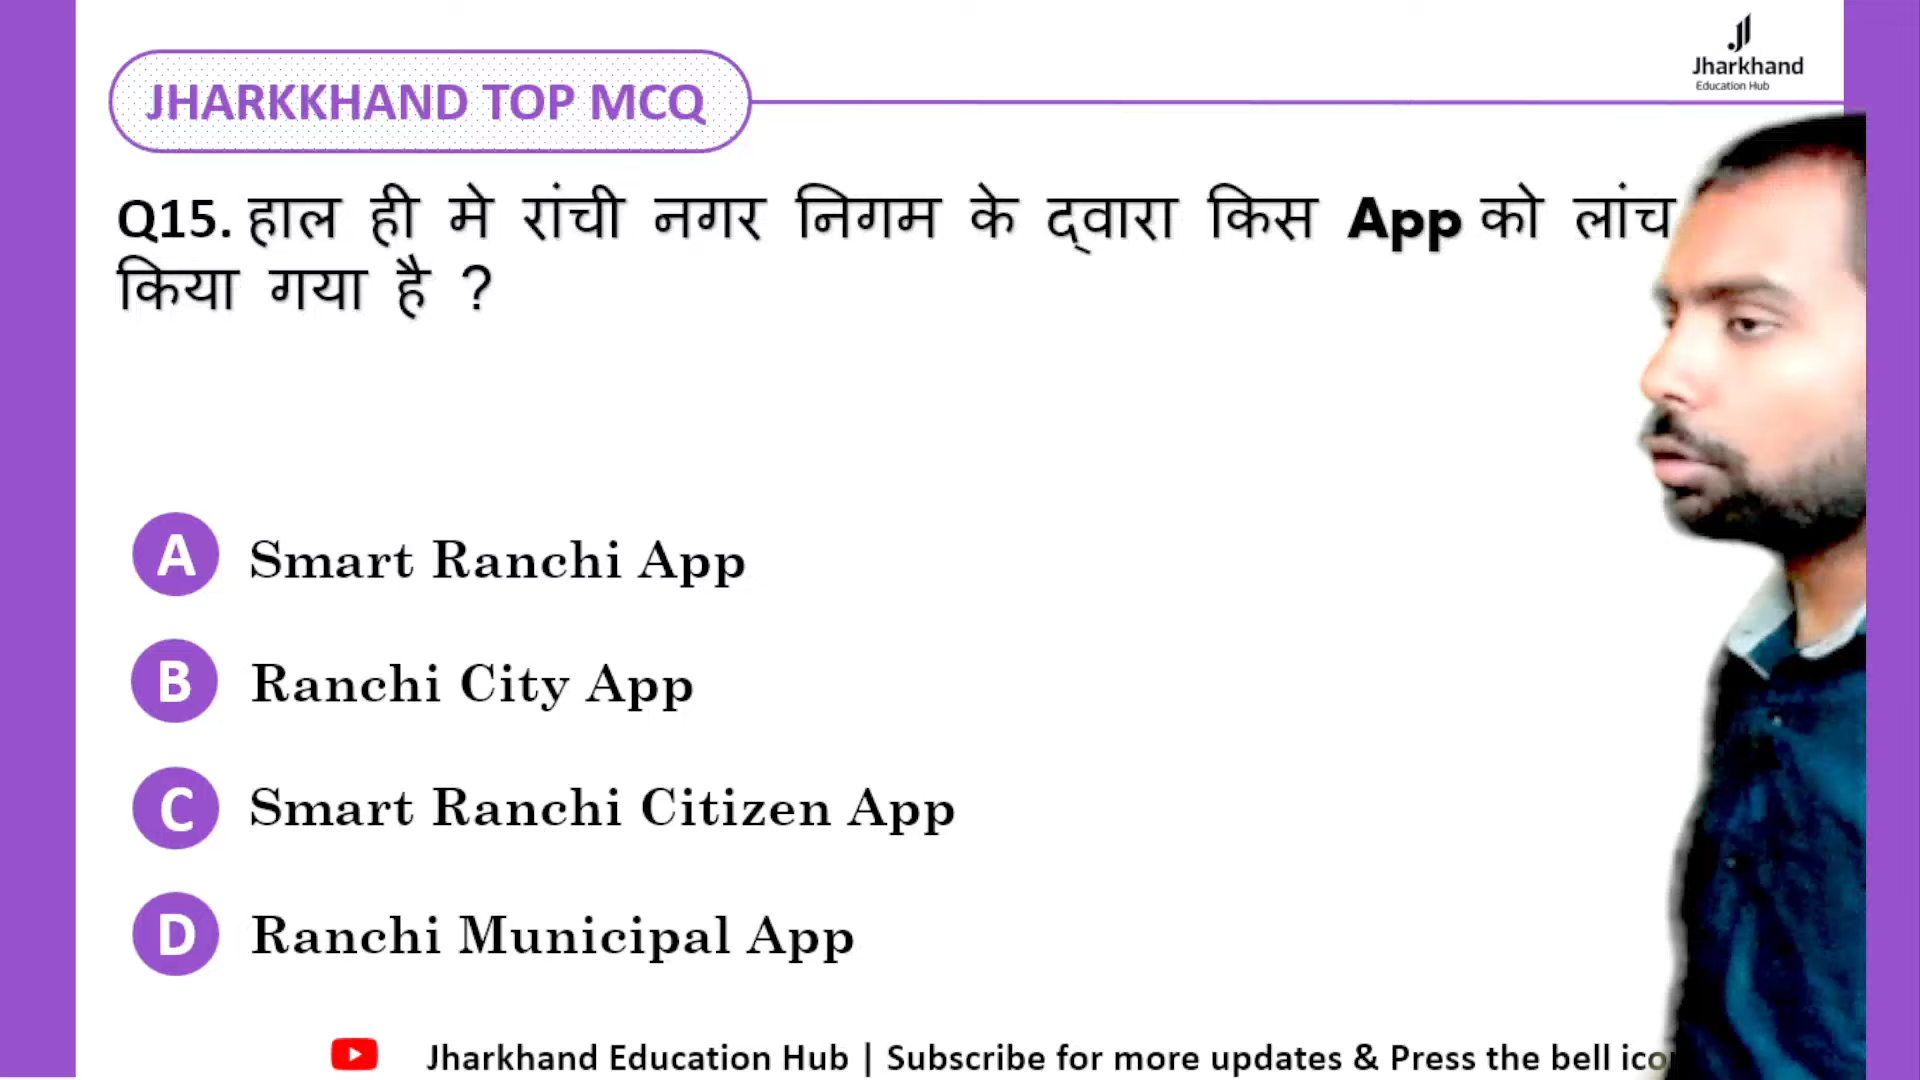 Jharkhand
Education Hub
JHARKKHAND TOP MCQ
Q15. हाल ही मे रांची नगर निगम के द्वारा किस App को लांच
किया गया है ?
A Smart Ranchi App
B Ranchi City App
C Smart Ranchi Citizen App
D Ranchi Municipal App
Jharkhand Education Hub | Subscribe for more updates & Press the bell